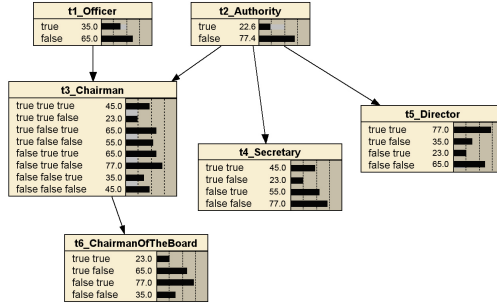 t1_Officer
true 35.0
false 65.0
t2_Authority
true 22.6
false 77.4
t3_Chairman
true true true 45.0
true true false 23.0
true false true 65.0
true false false 55.0
false true true 65.0
false true false 77.0
false false true 35.0
false false false 45.0
t4_Secretary
true true 45.0
true false 23.0
false true 55.0
false false 77.0
t5_Director
true true 77.0
true false 35.0
false true 23.0
false false 65.0
t6_ChairmanOfTheBoard
true true 23.0
true false 65.0
false true 77.0
false false 35.0